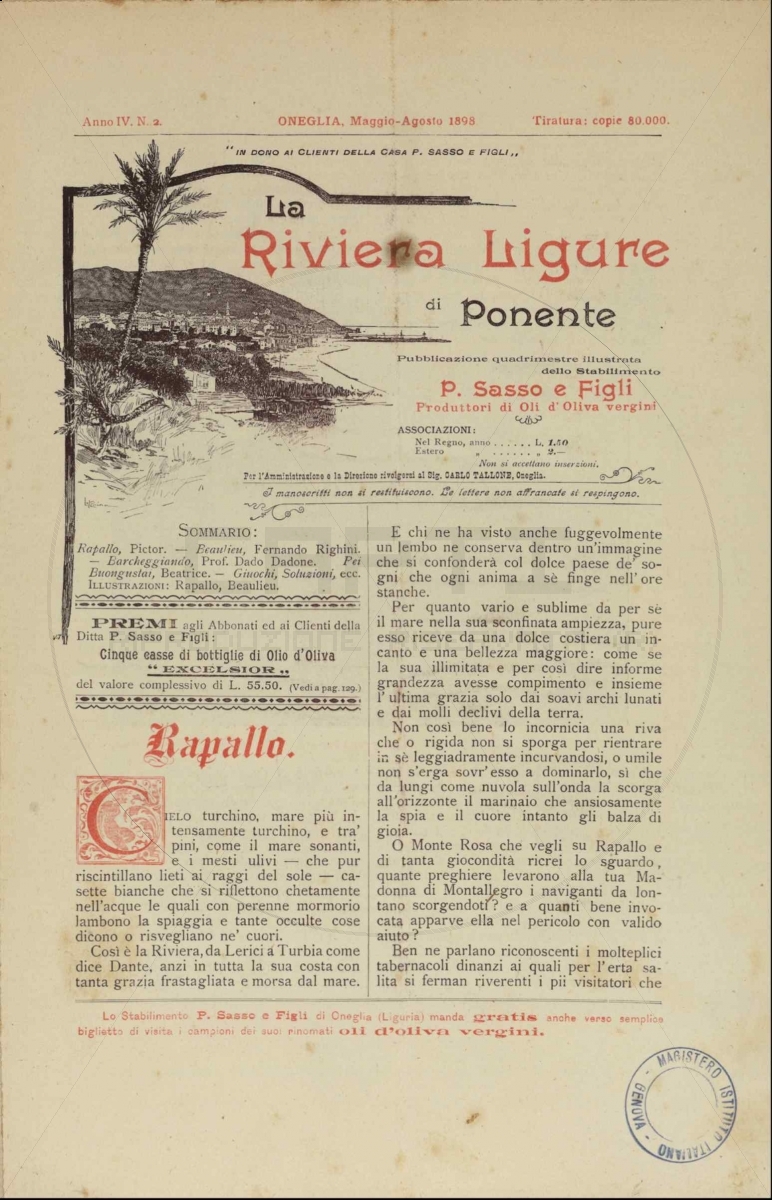 Anno IV. N. 2. ONEGLIA, Maggio-Agosto 1898 Tiratura: copie 80.000.
"IN DONO AI CLIENTI DELLA CASA P. SASSO E FIGLI„
La
Riviera Ligure
di Ponente
Pubblicazione quadrimestre illustrata
dello Stabilimento
P. Sasso e Figli
Produttori di Oli d'Oliva vergini
ASSOCIAZIONI:
Nel Regno, anno . . . . . . L. 1.50
Estero „ . . . . . . „ 2.—
Non si accettano inserzioni.
Per l'Amministrazione e la Direzione rivolgersi al Sig. CARLO TALLONE, Oneglia.
I manoscritti non si restituiscono. Le lettere non affrancate si respingono.
SOMMARIO:
Rapallo, Pictor. — Beaulieu, Fernando Righini.
— Barcheggiando, Prof. Dado Dadone. Pei
Buongustai, Beatrice. — Giuochi, Soluzioni, ecc.
ILLUSTRAZIONI: Rapallo, Beaulieu.
PREMI agli Abbonati ed ai Clienti della
Ditta P. Sasso e Figli:
Cinque casse di bottiglie di Olio d'Oliva
"EXCELSIOR„
del valore complessivo di L. 55.50. (Vedi a pag. 129.)
Rapallo.
CIELO turchino, mare più in-
tensamente turchino, e tra'
pini, come il mare sonanti,
e i mesti ulivi — che pur
riscintillano lieti ai raggi del sole — ca-
sette bianche che si riflettono chetamente
nell'acque le quali con perenne mormorio
lambono la spiaggia e tante occulte cose
dicono o risvegliano ne' cuori.
Così è la Riviera, da Lerici a Turbia come
dice Dante, anzi in tutta la sua costa con
tanta grazia frastagliata e morsa dal mare.
E chi ne ha visto anche fuggevolmente
un lembo ne conserva dentro un'immagine
che si confonderà col dolce paese de' so-
gni che ogni anima a sè finge nell'ore
stanche.
Per quanto vario e sublime da per sè
il mare nella sua sconfinata ampiezza, pure
esso riceve da una dolce costiera un in-
canto e una bellezza maggiore: come se
la sua illimitata e per così dire informe
grandezza avesse compimento e insieme
l'ultima grazia solo dai soavi archi lunati
e dai molli declivi della terra.
Non così bene lo incornicia una riva
che o rigida non si sporga per rientrare
in sè leggiadramente incurvandosi, o umile
non s'erga sovr'esso a dominarlo, sì che
da lungi come nuvola sull'onda la scorga
all'orizzonte il marinaio che ansiosamente
la spia e il cuore intanto gli balza di
gioia.
O Monte Rosa che vegli su Rapallo e
di tanta giocondità ricrei lo sguardo,
quante preghiere levarono alla tua Ma-
donna di Montallegro i naviganti da lon-
tano scorgendoti? e a quanti bene invo-
cata apparve ella nel pericolo con valido
aiuto?
Ben ne parlano riconoscenti i molteplici
tabernacoli dinanzi ai quali per l'erta sa-
lita si ferman riverenti i pii visitatori che
Lo Stabilimento P. Sasso e Figli di Oneglia (Liguria) manda gratis anche verso semplice
biglietto di visita i campioni dei suoi rinomati oli d'oliva vergini.
MAGISTERO ISTITUTO ITALIANO - GENOVA -